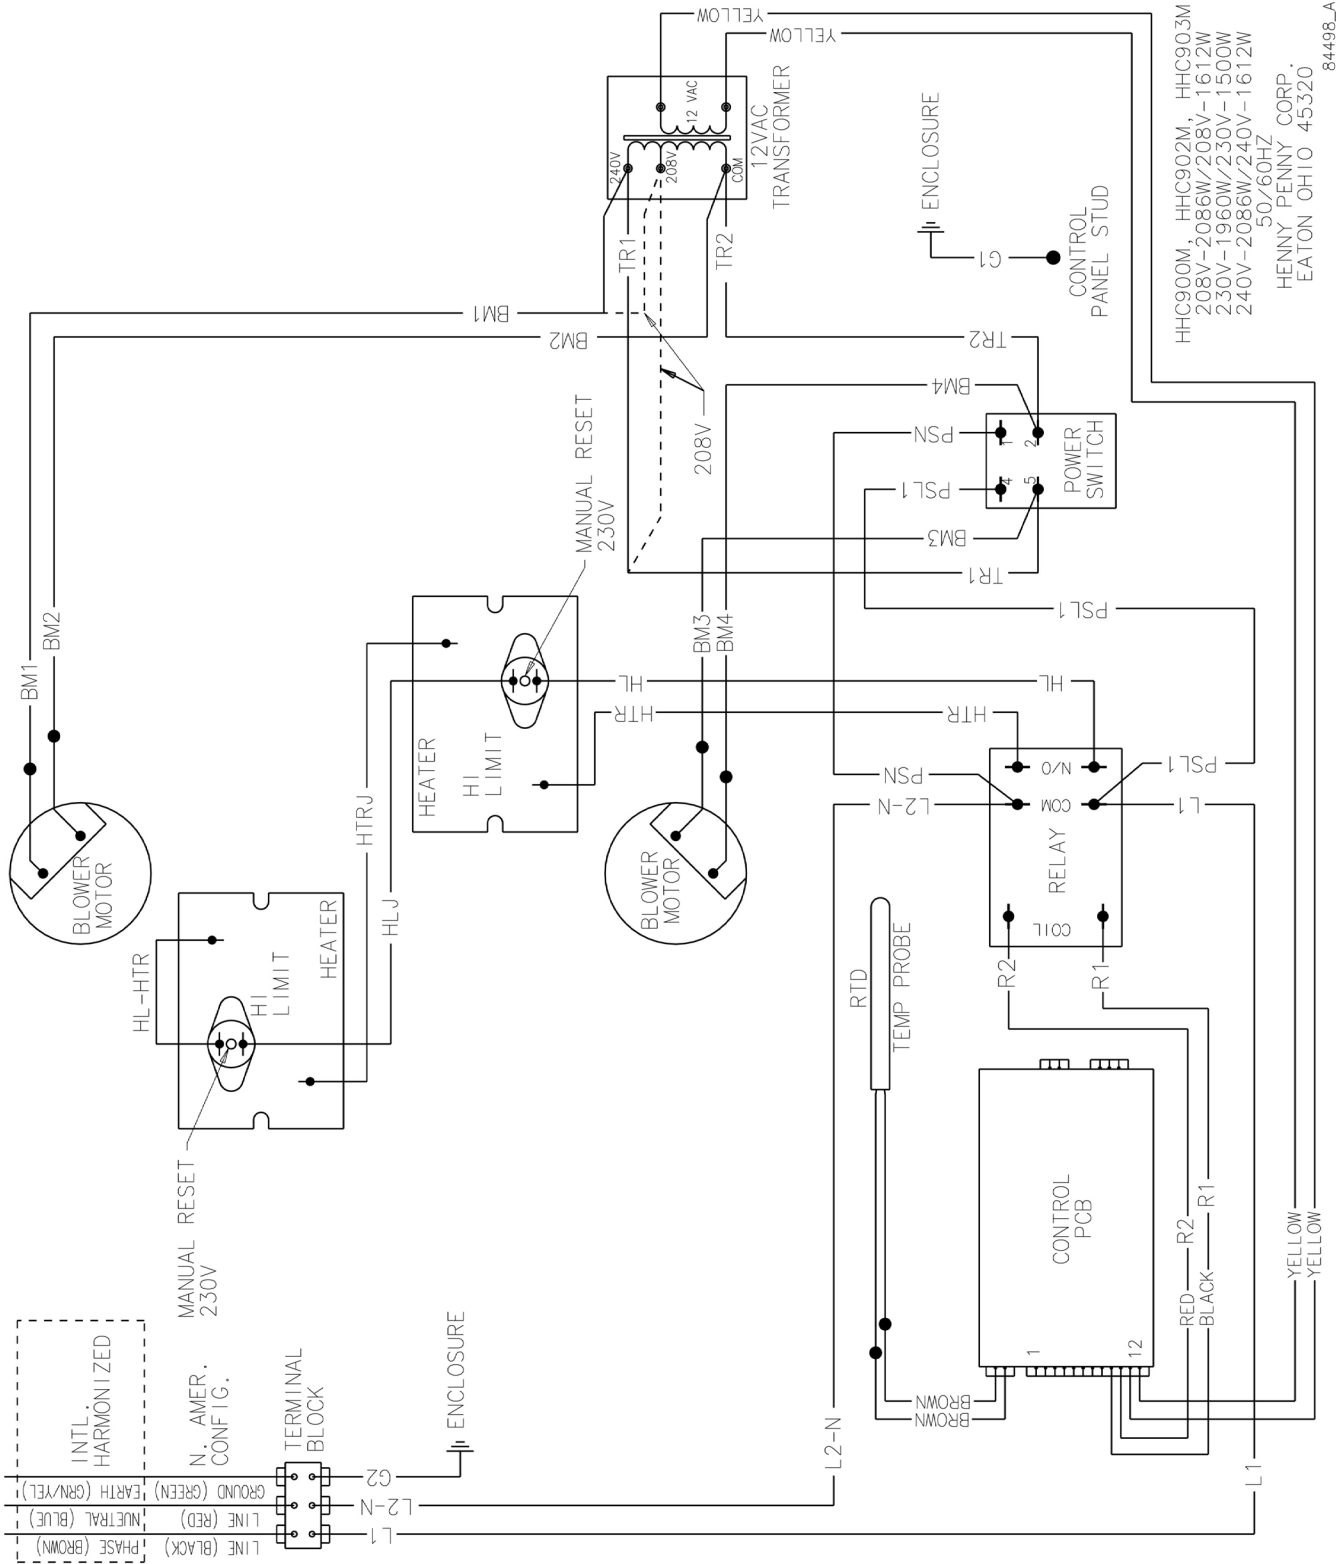 YELLOW
YELLOW
240V
208V
COM
12 VAC
12VAC
TRANSFORMER
84498_A
HHC900M, HHC902M, HHC903M
208V-2086W/208V-1612W
230V-1960W/230V-1500W
240V-2086W/240V-1612W
50/60HZ
HENNY PENNY CORP.
EATON OHIO 45320
ENCLOSURE
G1
CONTROL
PANEL STUD
TR1
TR2
BM1
BM2
208V
TR2
BM4
PSN
PSL1
BM3
TR1
1
2
4
5
POWER
SWITCH
PSL1
MANUAL RESET
230V
BM1
BM2
BM3
BM4
HL
HL
HTR
HTR
HEATER
HI
LIMIT
HTRJ
HLJ
BLOWER
MOTOR
BLOWER
MOTOR
PSN
L2-N
PSL1
L1
N/O
COM
RELAY
COIL
R2
R1
HL-HTR
HI
LIMIT
HEATER
MANUAL RESET
230V
RTD
TEMP PROBE
CONTROL
PCB
1
12
RED
R2
BLACK
R1
YELLOW
YELLOW
BROWN
BROWN
INTL.
HARMONIZED
N. AMER.
CONFIG.
TERMINAL
BLOCK
ENCLOSURE
EARTH (GRN/YEL)
GROUND (GREEN)
G2
NUETRAL (BLUE)
LINE (RED)
L2-N
L2-N
PHASE (BROWN)
LINE (BLACK)
L1
L1